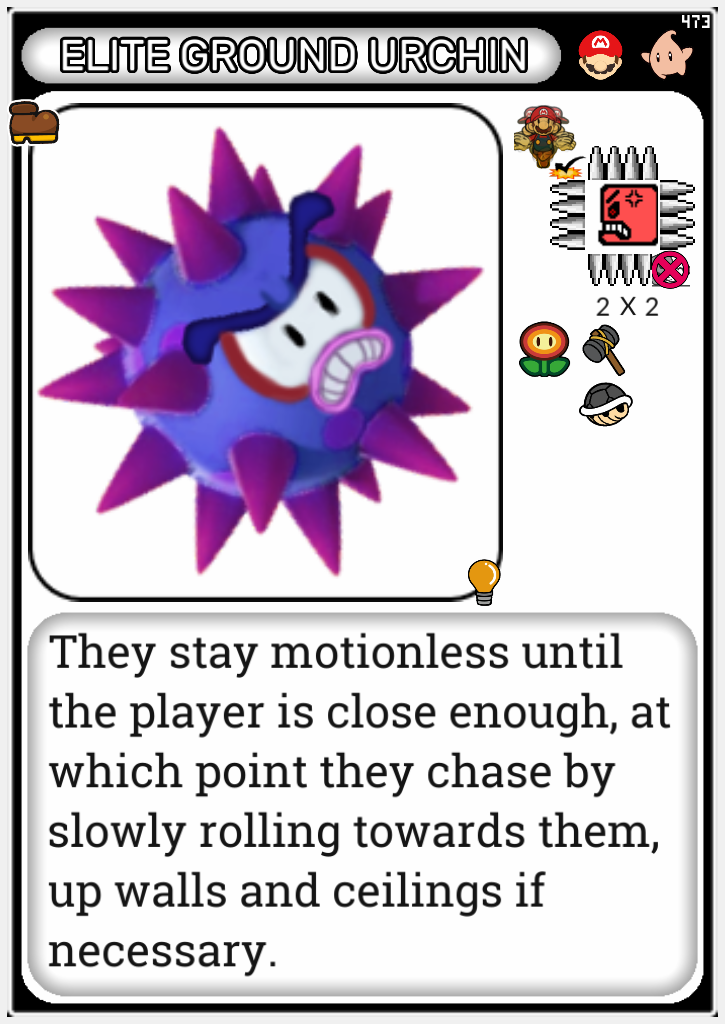 473
ELITE GROUND URCHIN
2 X 2
They stay motionless until
the player is close enough, at
which point they chase by
slowly rolling towards them,
up walls and ceilings if
necessary.